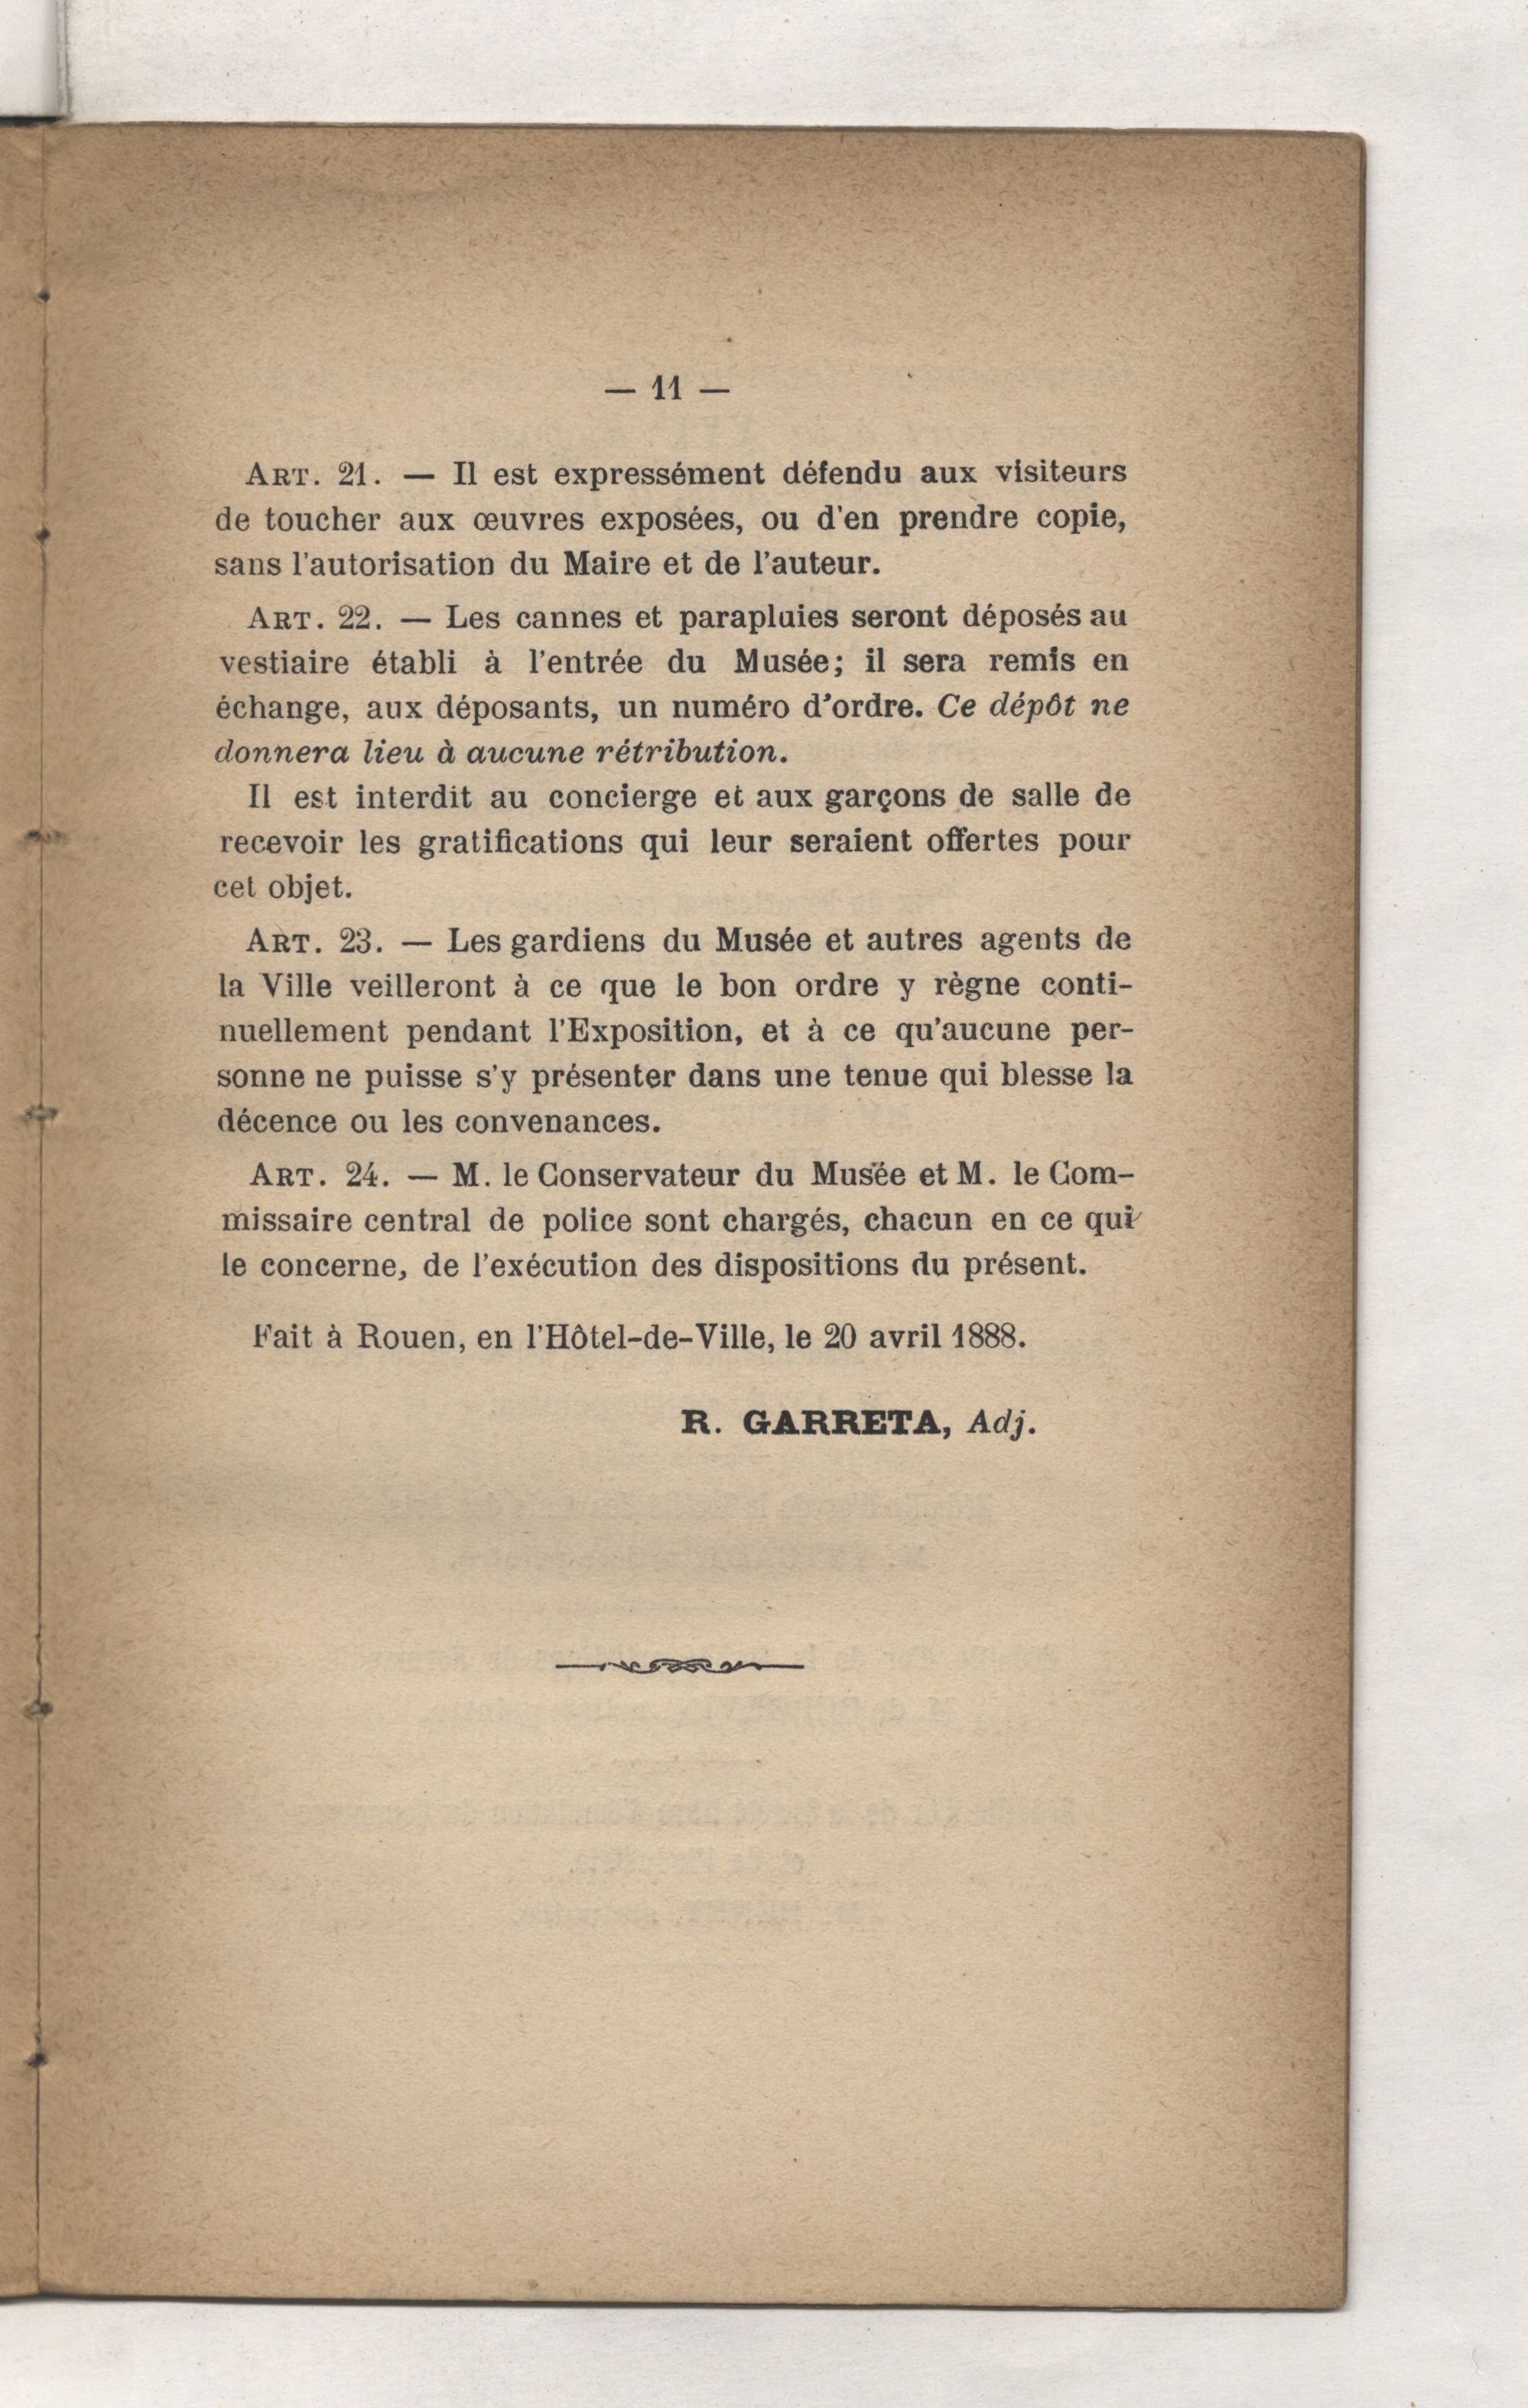 — 11 —
ART. 21. — Il est expressément défendu aux visiteurs
de toucher aux œuvres exposées, ou d'en prendre copie,
sans l'autorisation du Maire et de l'auteur.
ART. 22. — Les cannes et parapluies seront déposés au
vestiaire établi à l'entrée du Musée; il sera remis en
échange, aux déposants, un numéro d'ordre. Ce dépôt ne
donnera lieu à aucune rétribution.
Il est interdit au concierge et aux garçons de salle de
recevoir les gratifications qui leur seraient offertes pour
cet objet.
ART. 23. — Les gardiens du Musée et autres agents de
la Ville veilleront à ce que le bon ordre y règne conti-
nuellement pendant l'Exposition, et à ce qu'aucune per-
sonne ne puisse s'y présenter dans une tenue qui blesse la
décence ou les convenances.
ART. 24. — M. le Conservateur du Musée et M. le Com-
missaire central de police sont chargés, chacun en ce qui
le concerne, de l'exécution des dispositions du présent.
Fait à Rouen, en l'Hôtel-de-Ville, le 20 avril 1888.
R. GARRETA, Adj.